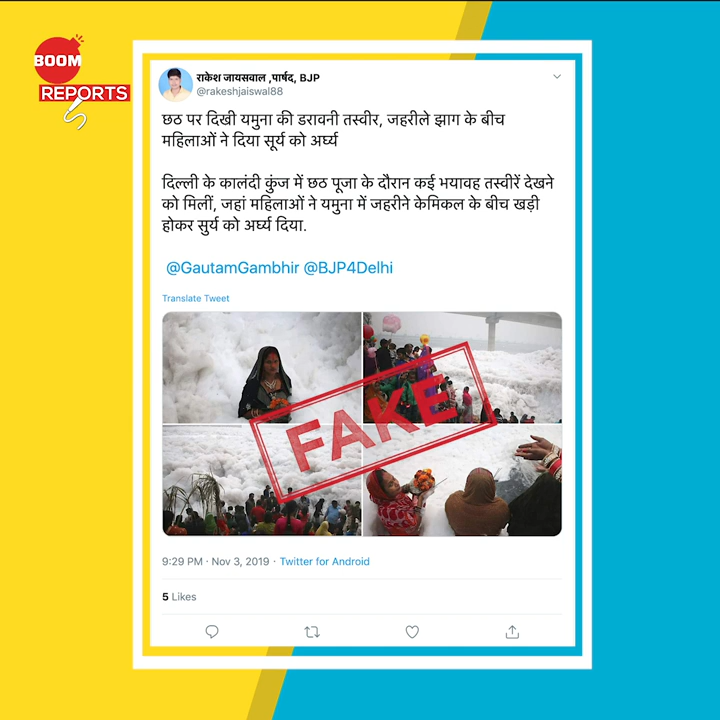 BOOM
REPORTS
राकेश जायसवाल ,पार्षद, BJP
@rakeshjaiswal88
छठ पर दिखी यमुना की डरावनी तस्वीर, जहरीले झाग के बीच
महिलाओं ने दिया सूर्य को अर्घ्य
दिल्ली के कालंदी कुंज में छठ पूजा के दौरान कई भयावह तस्वीरें देखने
को मिलीं, जहां महिलाओं ने यमुना में जहरीने केमिकल के बीच खड़ी
होकर सुर्य को अर्घ्य दिया.
@GautamGambhir @BJP4Delhi
Translate Tweet
FAKE
9:29 PM · Nov 3, 2019 · Twitter for Android
5 Likes